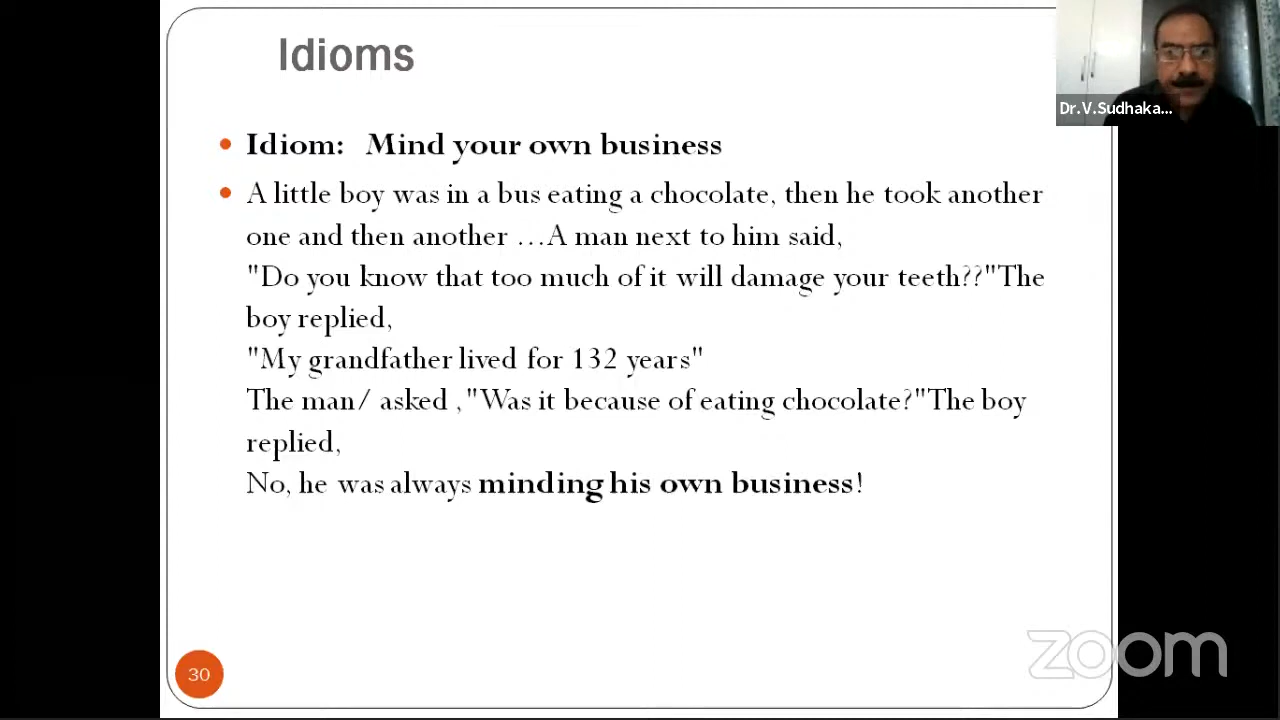 Idioms
Dr.V.Sudhaka...
Idiom: Mind your own business
A little boy was in a bus eating a chocolate, then he took another
one and then another ...A man next to him said,
"Do you know that too much of it will damage your teeth??"The
boy replied,
"My grandfather lived for 132 years"
The man/ asked ,"Was it because of eating chocolate?"The boy
replied,
No, he was always minding his own business!
30
zoom